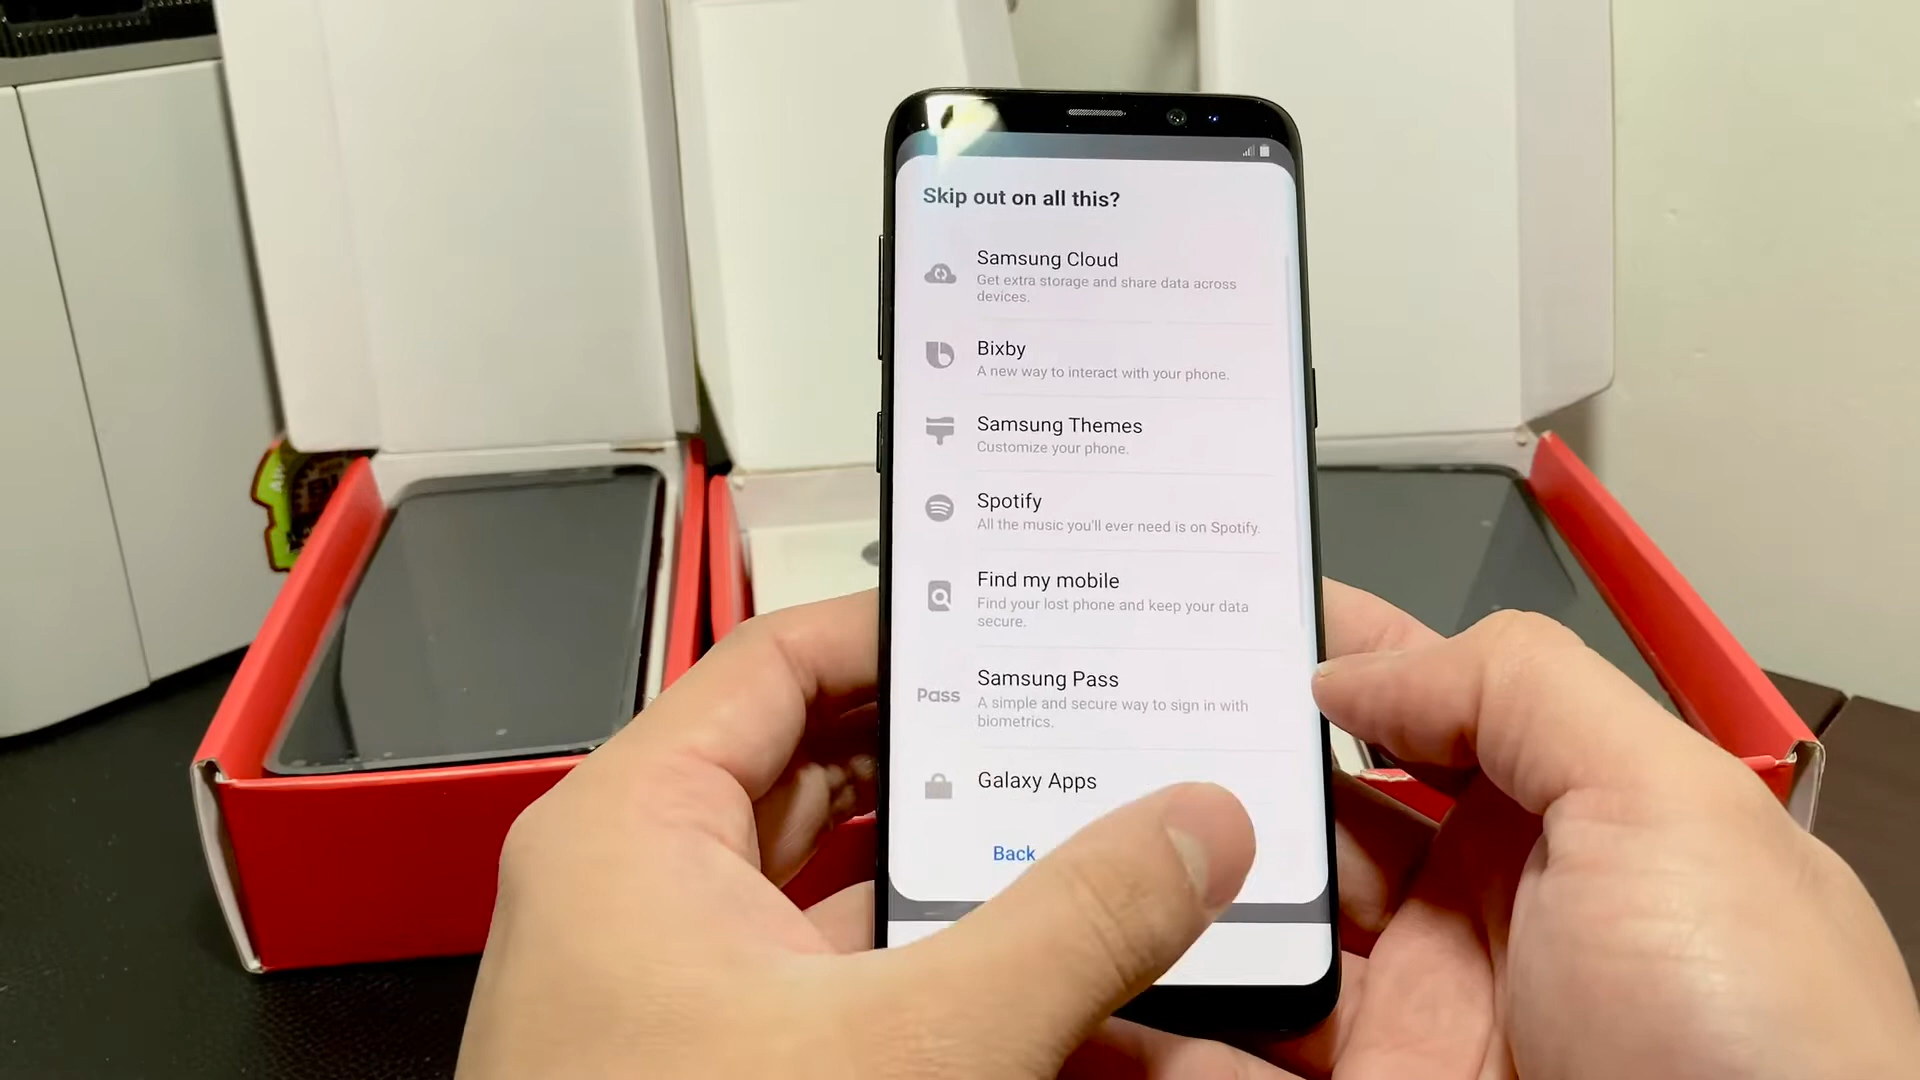 Skip out on all this?
Samsung Cloud
Get extra storage and share data across
devices.
Bixby
A new way to interact with your phone.
Samsung Themes
Customize your phone.
Spotify
All the music you'll ever need is on Spotify.
Find my mobile
Find your lost phone and keep your data
secure.
Pass
Samsung Pass
A simple and secure way to sign in with
biometrics.
Galaxy Apps
Back